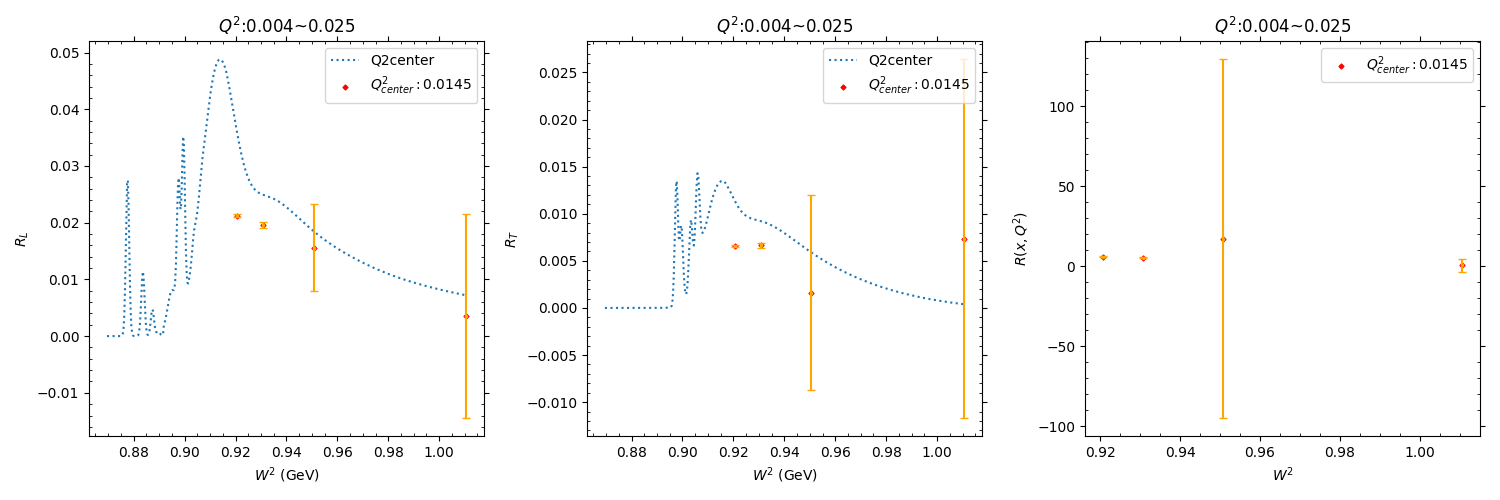 Q²:0.004~0.025
R_L
0.05
0.04
0.03
0.02
0.01
0.00
−0.01
Q2center
Q²_center : 0.0145
0.88 0.90 0.92 0.94 0.96 0.98 1.00
W² (GeV)
Q²:0.004~0.025
R_T
0.025
0.020
0.015
0.010
0.005
0.000
−0.005
−0.010
Q2center
Q²_center : 0.0145
0.88 0.90 0.92 0.94 0.96 0.98 1.00
W² (GeV)
Q²:0.004~0.025
R(x, Q²)
100
50
0
−50
−100
Q²_center : 0.0145
0.92 0.94 0.96 0.98 1.00
W²